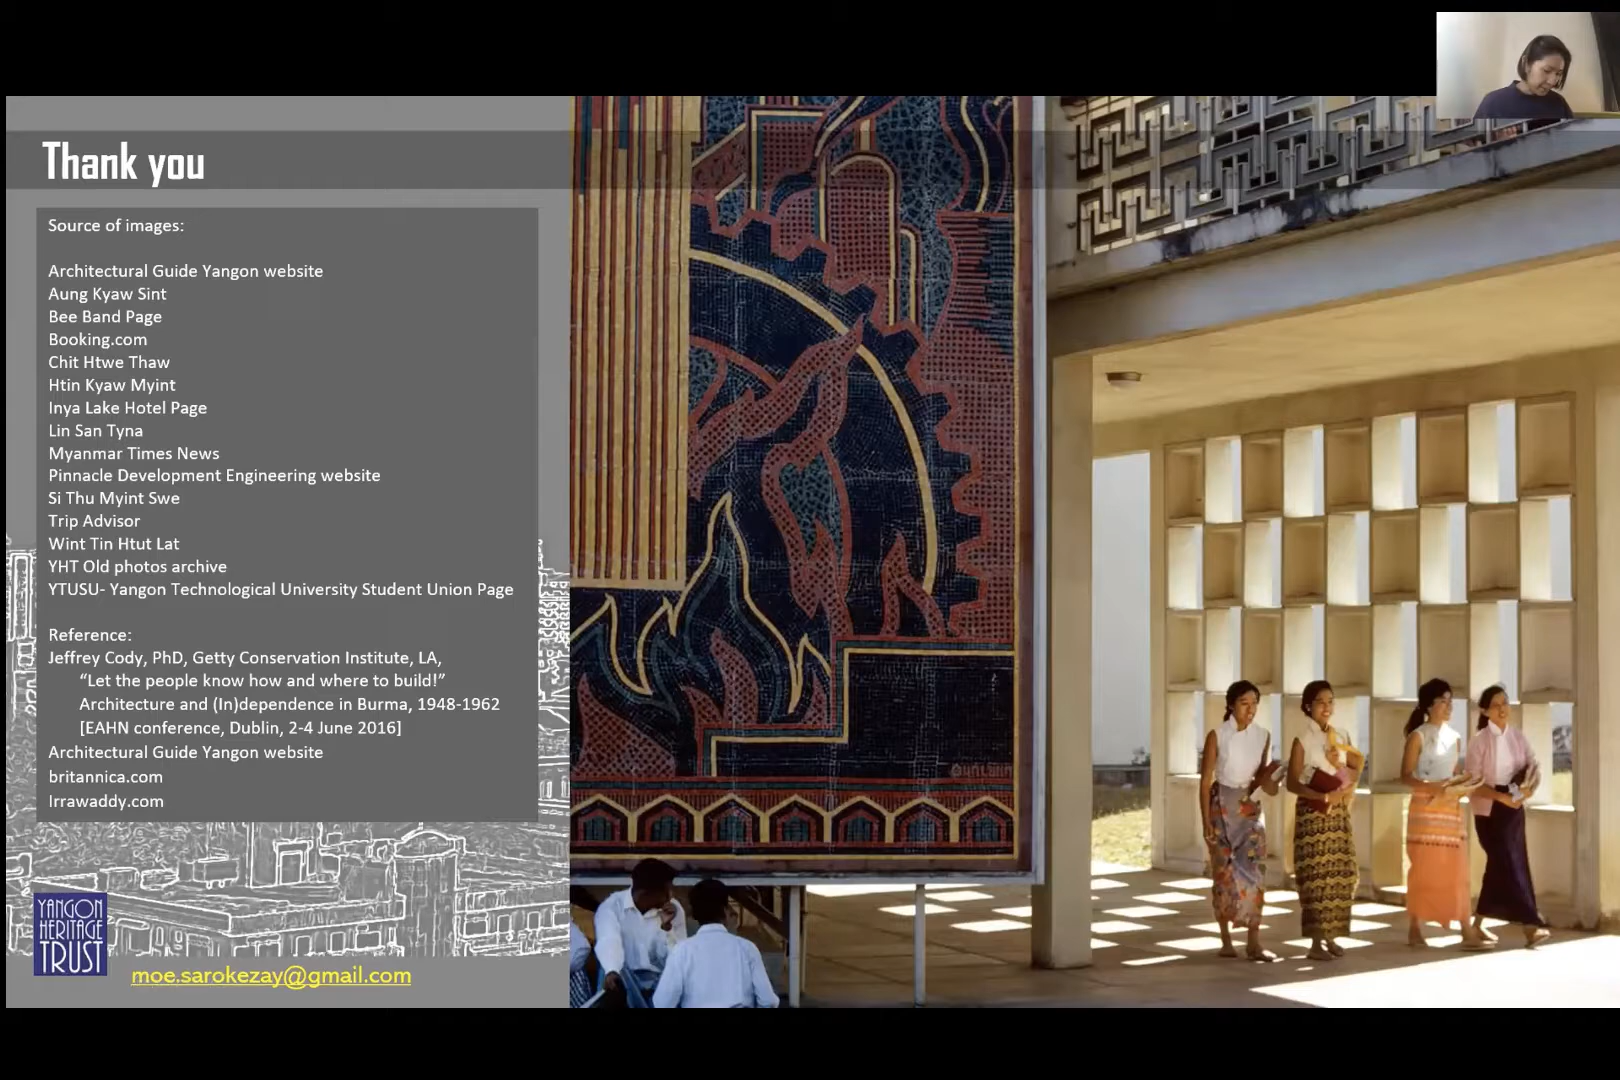 Thank you
Source of images:
Architectural Guide Yangon website
Aung Kyaw Sint
Bee Band Page
Booking.com
Chit Htwe Thaw
Htin Kyaw Myint
Inya Lake Hotel Page
Lin San Tyna
Myanmar Times News
Pinnacle Development Engineering website
Si Thu Myint Swe
Trip Advisor
Wint Tin Htut Lat
YHT Old photos archive
YTUSU- Yangon Technological University Student Union Page
Reference:
Jeffrey Cody, PhD, Getty Conservation Institute, LA,
“Let the people know how and where to build!”
Architecture and (In)dependence in Burma, 1948-1962
[EAHN conference, Dublin, 2-4 June 2016]
Architectural Guide Yangon website
britannica.com
Irrawaddy.com
YANGON
HERITAGE
TRUST
moe.sarokezay@gmail.com